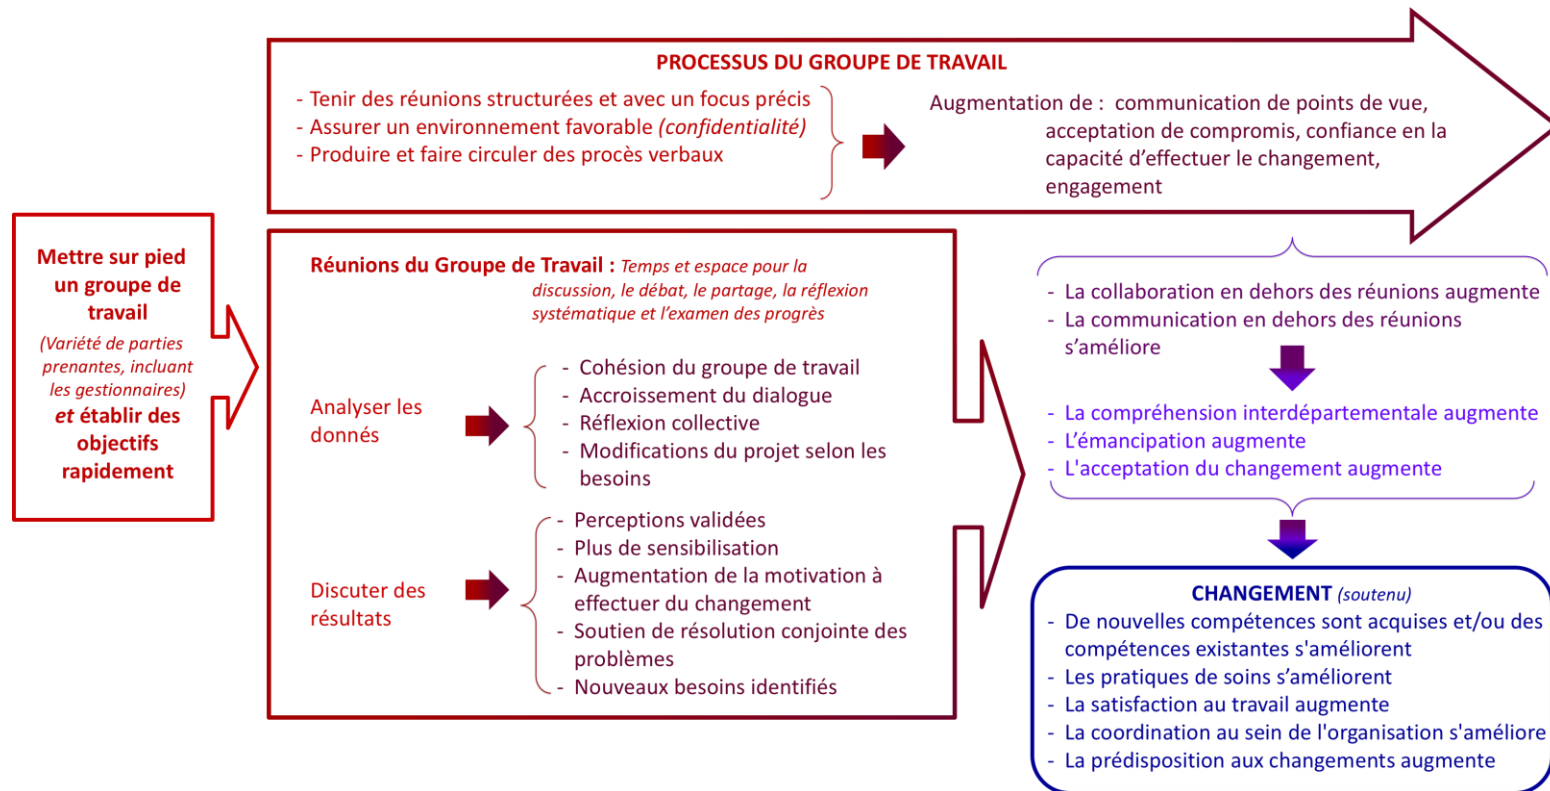 PROCESSUS DU GROUPE DE TRAVAIL
- Tenir des réunions structurées et avec un focus précis
- Assurer un environnement favorable (confidentialité)
- Produire et faire circuler des procès verbaux
Augmentation de : communication de points de vue,
acceptation de compromis, confiance en la
capacité d’effectuer le changement,
engagement
Mettre sur pied
un groupe de
travail
(Variété de parties
prenantes, incluant
les gestionnaires)
et établir des
objectifs
rapidement
Réunions du Groupe de Travail : Temps et espace pour la
discussion, le débat, le partage, la réflexion
systématique et l’examen des progrès
Analyser les
donnés
- Cohésion du groupe de travail
- Accroissement du dialogue
- Réflexion collective
- Modifications du projet selon les
besoins
Discuter des
résultats
- Perceptions validées
- Plus de sensibilisation
- Augmentation de la motivation à
effectuer du changement
- Soutien de résolution conjointe des
problèmes
- Nouveaux besoins identifiés
- La collaboration en dehors des réunions augmente
- La communication en dehors des réunions
s’améliore
- La compréhension interdépartementale augmente
- L’émancipation augmente
- L'acceptation du changement augmente
CHANGEMENT (soutenu)
- De nouvelles compétences sont acquises et/ou des
compétences existantes s'améliorent
- Les pratiques de soins s’améliorent
- La satisfaction au travail augmente
- La coordination au sein de l'organisation s'améliore
- La prédisposition aux changements augmente